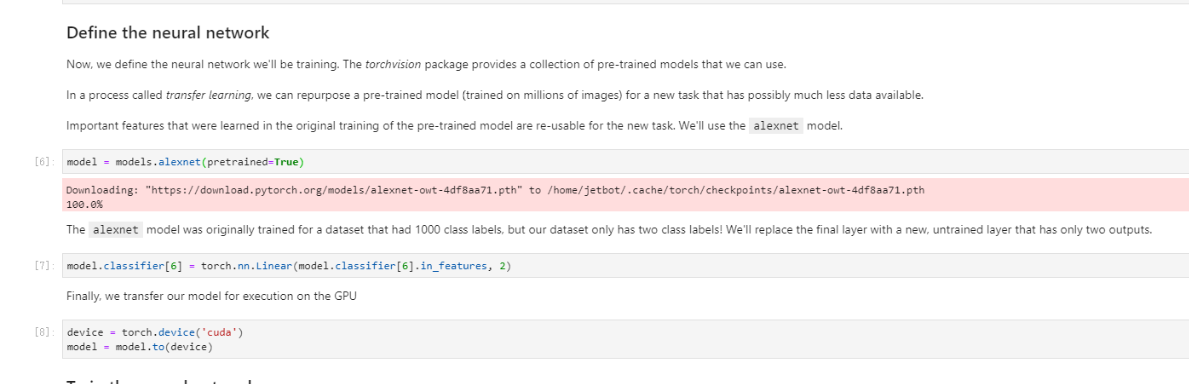 Define the neural network
Now, we define the neural network we'll be training. The torchvision package provides a collection of pre-trained models that we can use.
In a process called transfer learning, we can repurpose a pre-trained model (trained on millions of images) for a new task that has possibly much less data available.
Important features that were learned in the original training of the pre-trained model are re-usable for the new task. We'll use the alexnet model.
[6]: model = models.alexnet(pretrained=True)
Downloading: "https://download.pytorch.org/models/alexnet-owt-4df8aa71.pth" to /home/jetbot/.cache/torch/checkpoints/alexnet-owt-4df8aa71.pth
100.0%
The alexnet model was originally trained for a dataset that had 1000 class labels, but our dataset only has two class labels! We'll replace the final layer with a new, untrained layer that has only two outputs.
[7]: model.classifier[6] = torch.nn.Linear(model.classifier[6].in_features, 2)
Finally, we transfer our model for execution on the GPU
[8]: device = torch.device('cuda')
model = model.to(device)